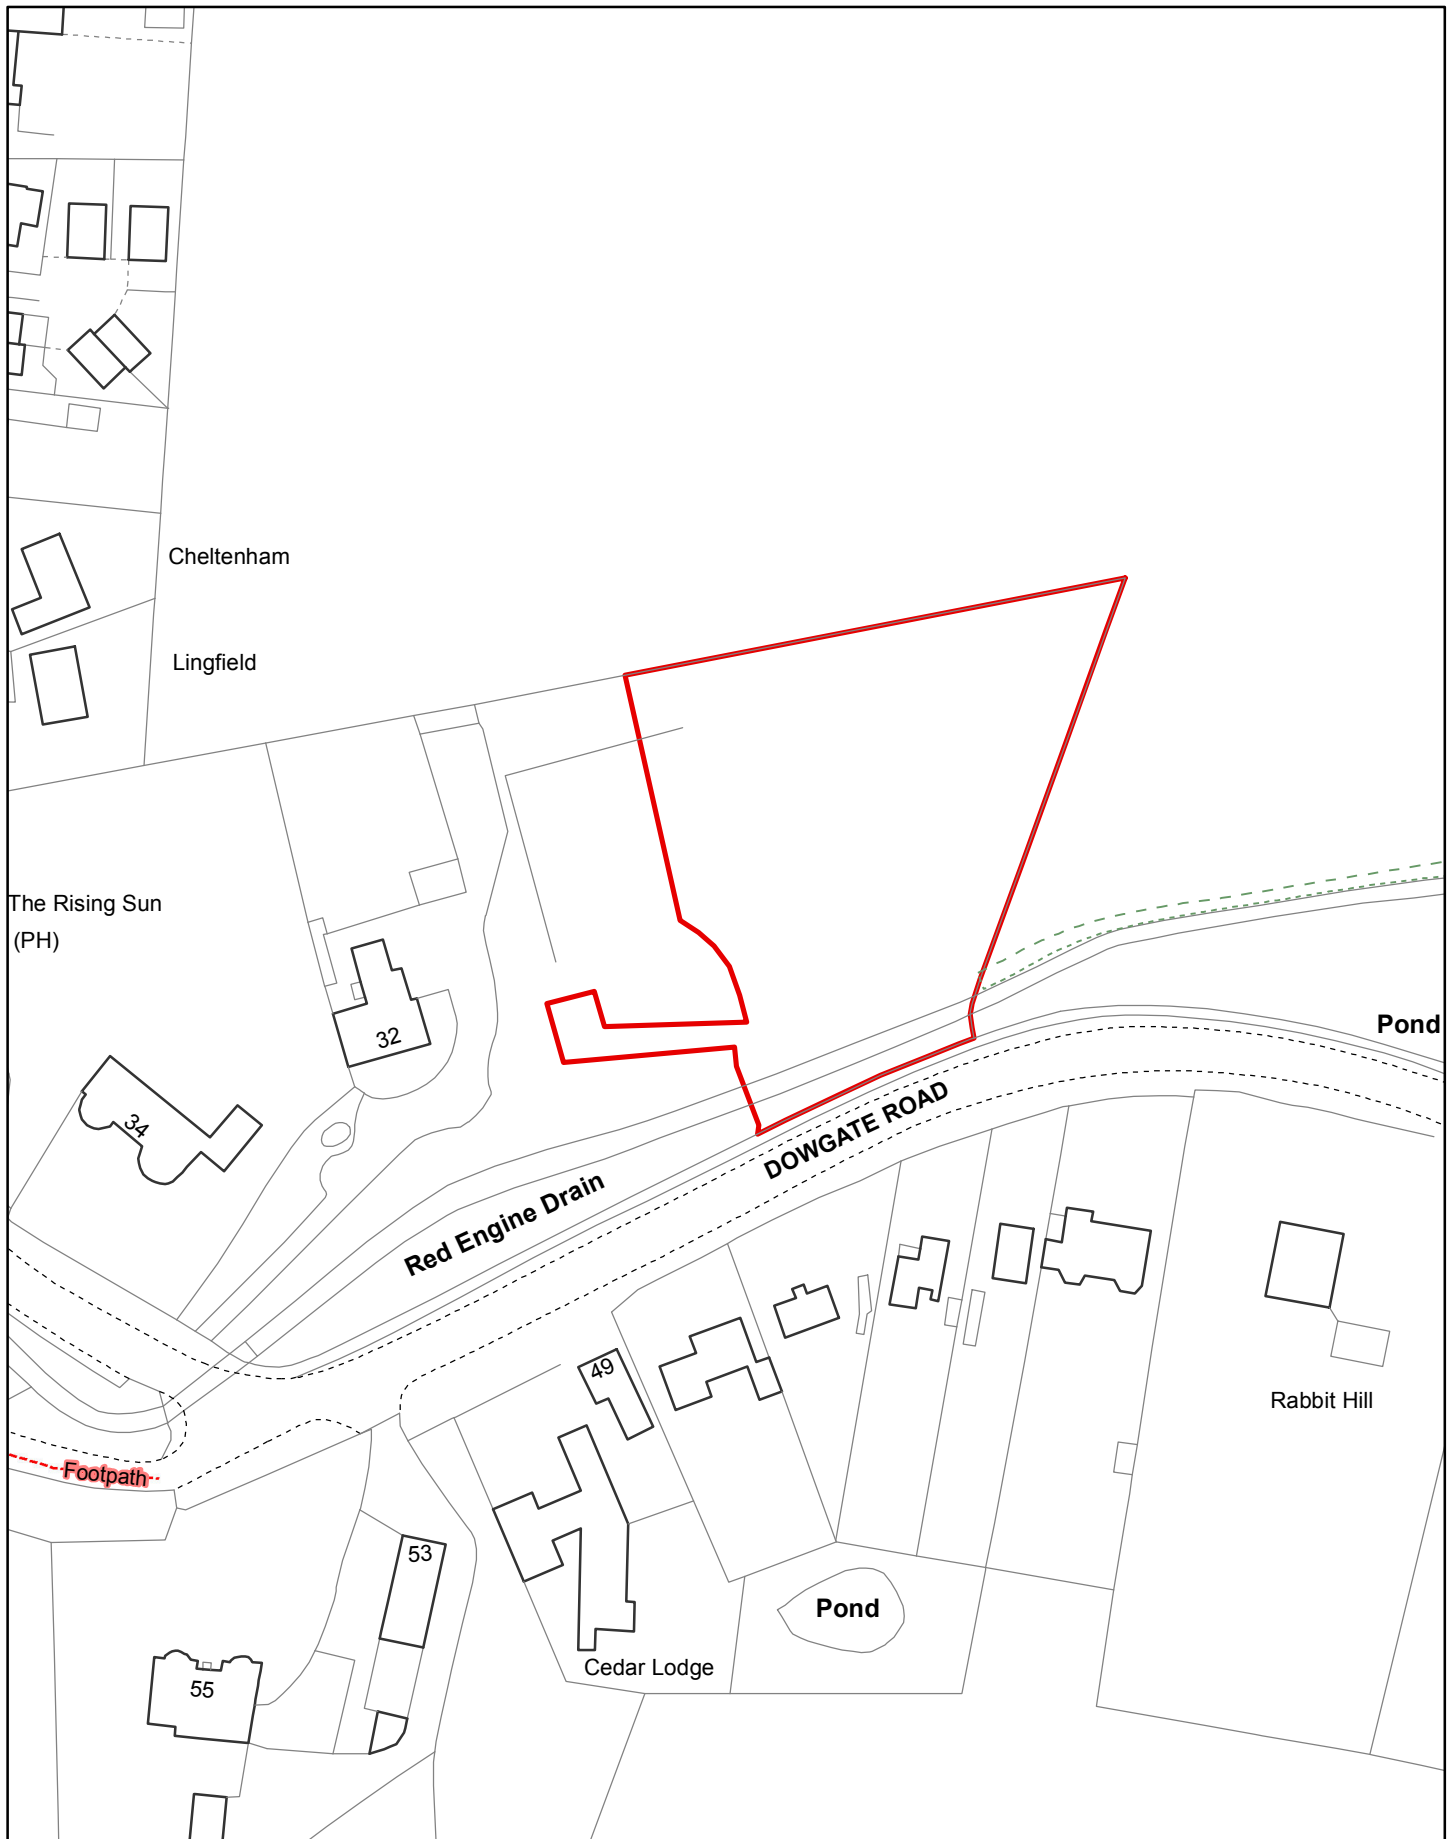 Cheltenham
Lingfield
The Rising Sun
(PH)
32
Pond
34
DOWGATE ROAD
Red Engine Drain
49
Rabbit Hill
Footpath
53
Pond
Cedar Lodge
55